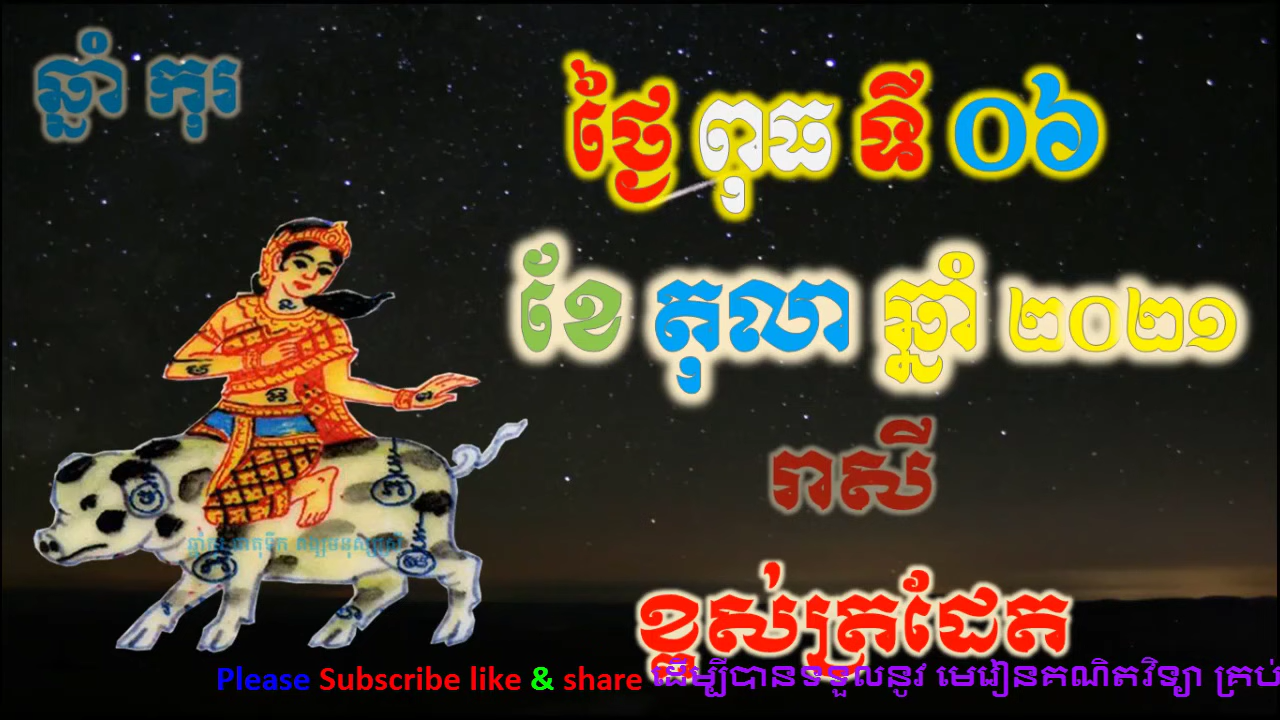 ឆ្នាំ កុរ
ថ្ងៃ ពុធ ទី ០៦
ខែ តុលា ឆ្នាំ ២០២១
រាសី
ខ្ពស់ត្រដែត
Please Subscribe like & share ដើម្បីបានទទួលនូវ មេរៀនគណិតវិទ្យា គ្រប់